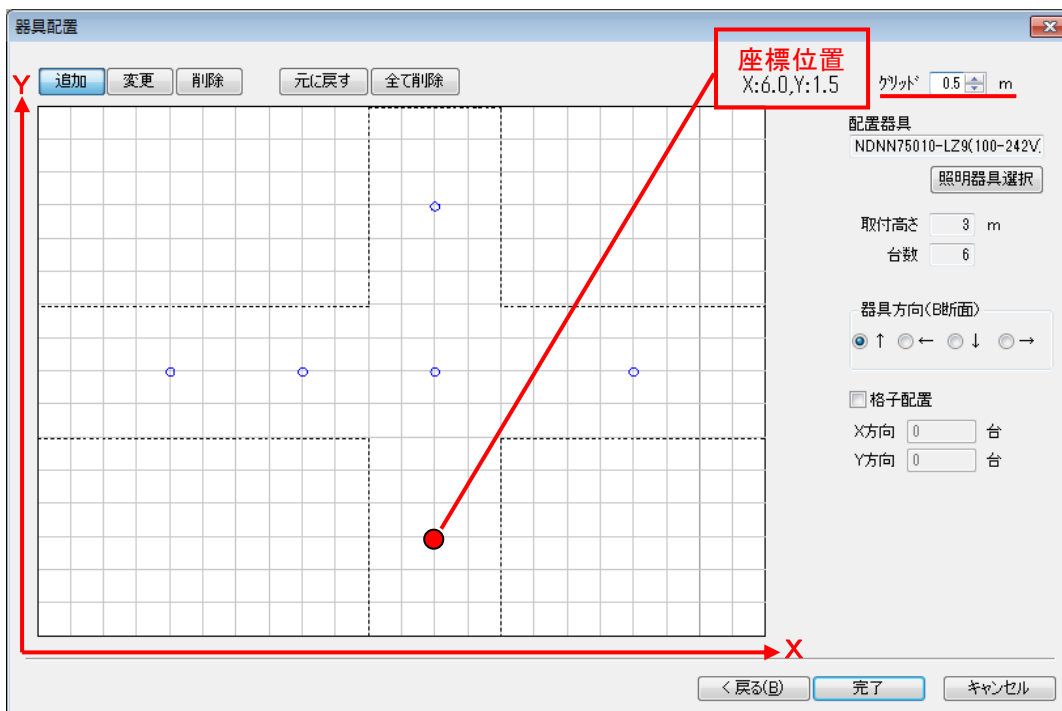 器具配置
追加 変更 削除 元に戻す 全て削除
座標位置
X:6.0,Y:1.5
グリッド 0.5 m
Y
配置器具
NDNN75010-LZ9(100-242V)
照明器具選択
取付高さ 3 m
台数 6
器具方向(B断面)
↑ ← ↓ →
格子配置
X方向 0 台
Y方向 0 台
X
< 戻る(B) 完了 キャンセル